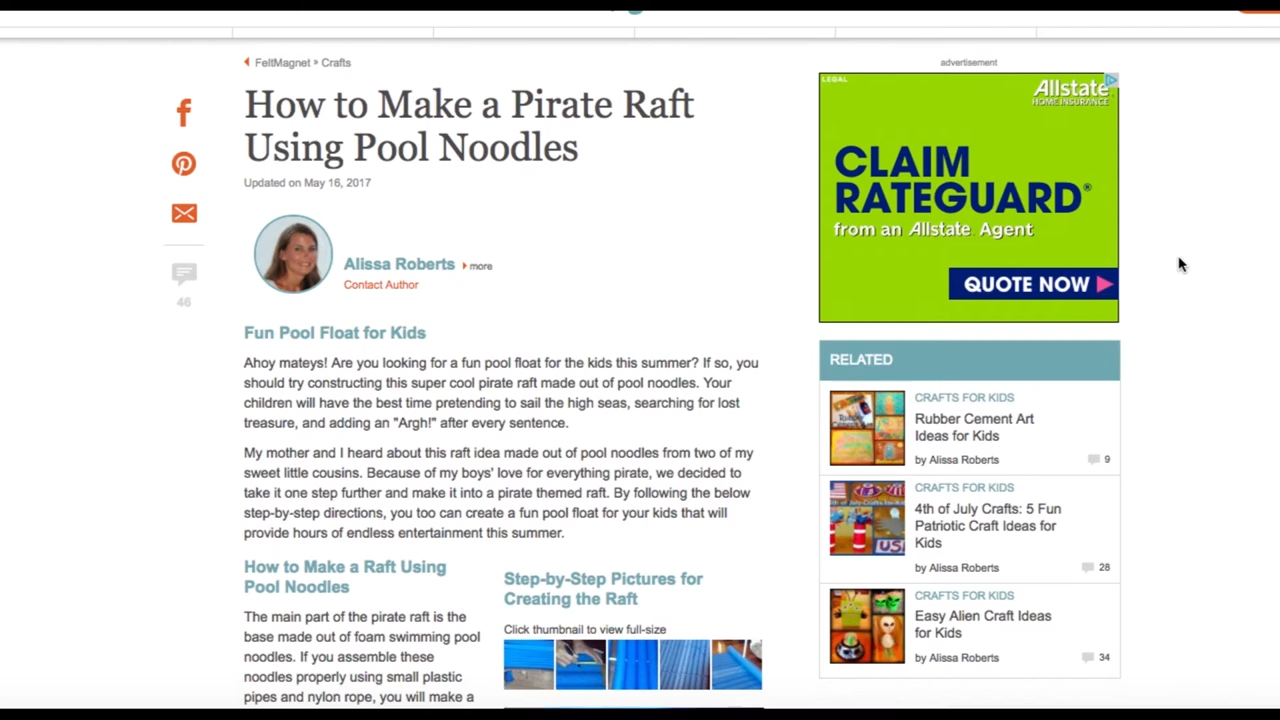 FeltMagnet » Crafts
How to Make a Pirate Raft
Using Pool Noodles
Updated on May 16, 2017
Alissa Roberts
more
Contact Author
46
Fun Pool Float for Kids
Ahoy mateys! Are you looking for a fun pool float for the kids this summer? If so, you
should try constructing this super cool pirate raft made out of pool noodles. Your
children will have the best time pretending to sail the high seas, searching for lost
treasure, and adding an "Argh!" after every sentence.
My mother and I heard about this raft idea made out of pool noodles from two of my
sweet little cousins. Because of my boys' love for everything pirate, we decided to
take it one step further and make it into a pirate themed raft. By following the below
step-by-step directions, you too can create a fun pool float for your kids that will
provide hours of endless entertainment this summer.
How to Make a Raft Using
Pool Noodles
The main part of the pirate raft is the
base made out of foam swimming pool
noodles. If you assemble these
noodles properly using small plastic
pipes and nylon rope, you will make a
Step-by-Step Pictures for
Creating the Raft
Click thumbnail to view full-size
advertisement
LEGAL
Allstate
HOME INSURANCE
CLAIM
RATEGUARD®
from an Allstate Agent
QUOTE NOW
RELATED
CRAFTS FOR KIDS
Rubber Cement Art
Ideas for Kids
by Alissa Roberts
9
CRAFTS FOR KIDS
4th of July Crafts: 5 Fun
Patriotic Craft Ideas for
Kids
by Alissa Roberts
28
CRAFTS FOR KIDS
Easy Alien Craft Ideas
for Kids
by Alissa Roberts
34